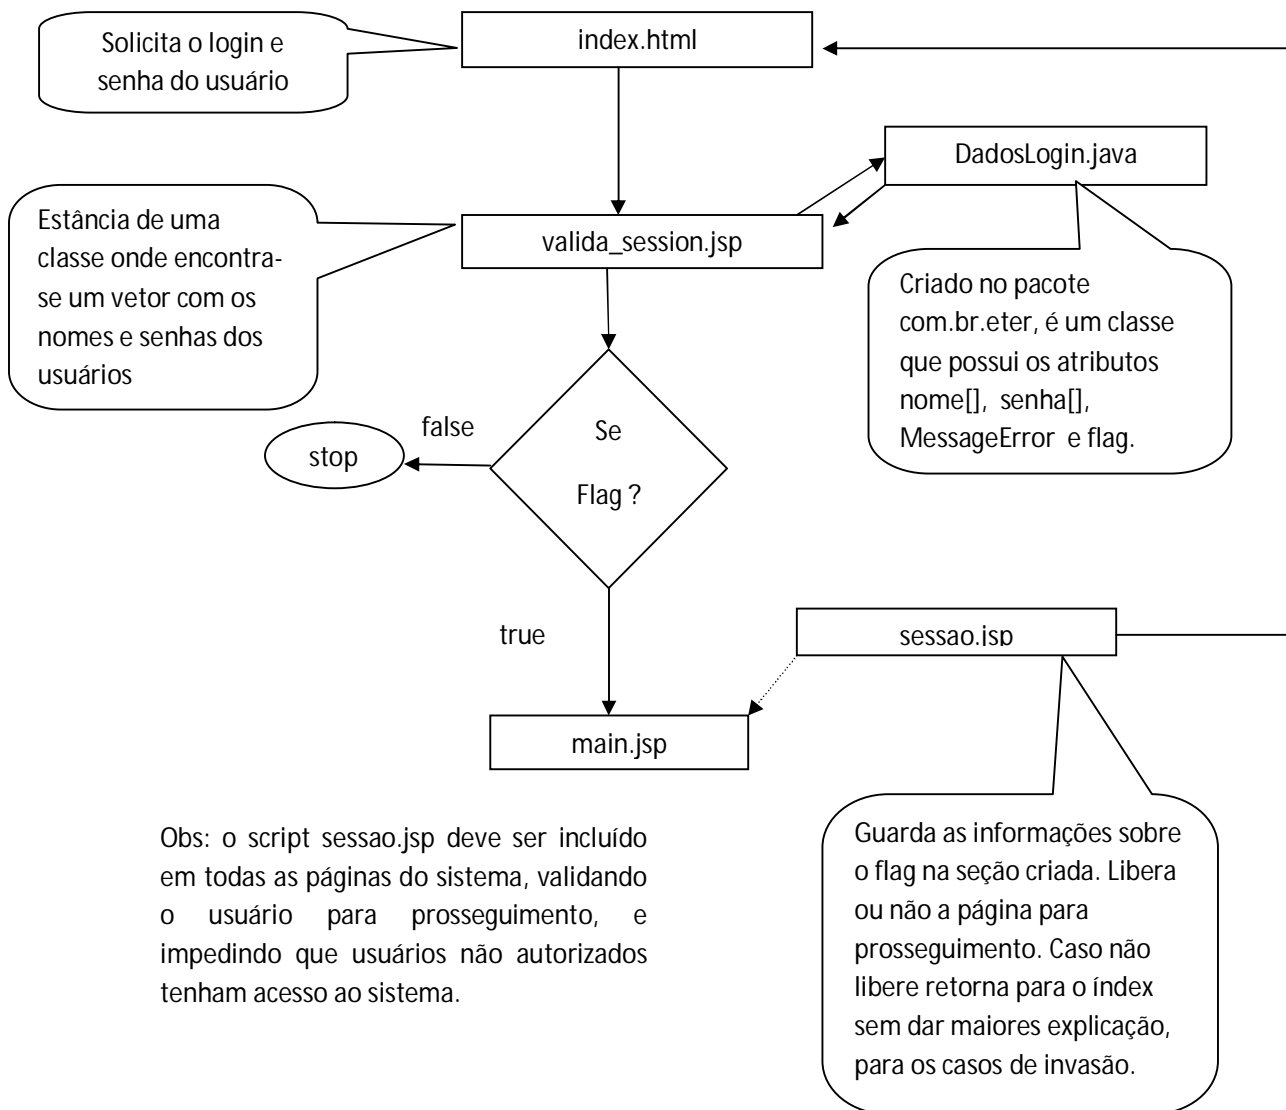 Solicita o login e
senha do usuário
index.html
DadosLogin.java
Estância de uma
classe onde encontra-
se um vetor com os
nomes e senhas dos
usuários
valida_session.jsp
Criado no pacote
com.br.eter, é um classe
que possui os atributos
nome[], senha[],
MessageError e flag.
false
Se
Flag ?
stop
true
sessao.jsp
main.jsp
Obs: o script sessao.jsp deve ser incluído
em todas as páginas do sistema, validando
o usuário para prosseguimento, e
impedindo que usuários não autorizados
tenham acesso ao sistema.
Guarda as informações sobre
o flag na seção criada. Libera
ou não a página para
prosseguimento. Caso não
libere retorna para o índex
sem dar maiores explicação,
para os casos de invasão.